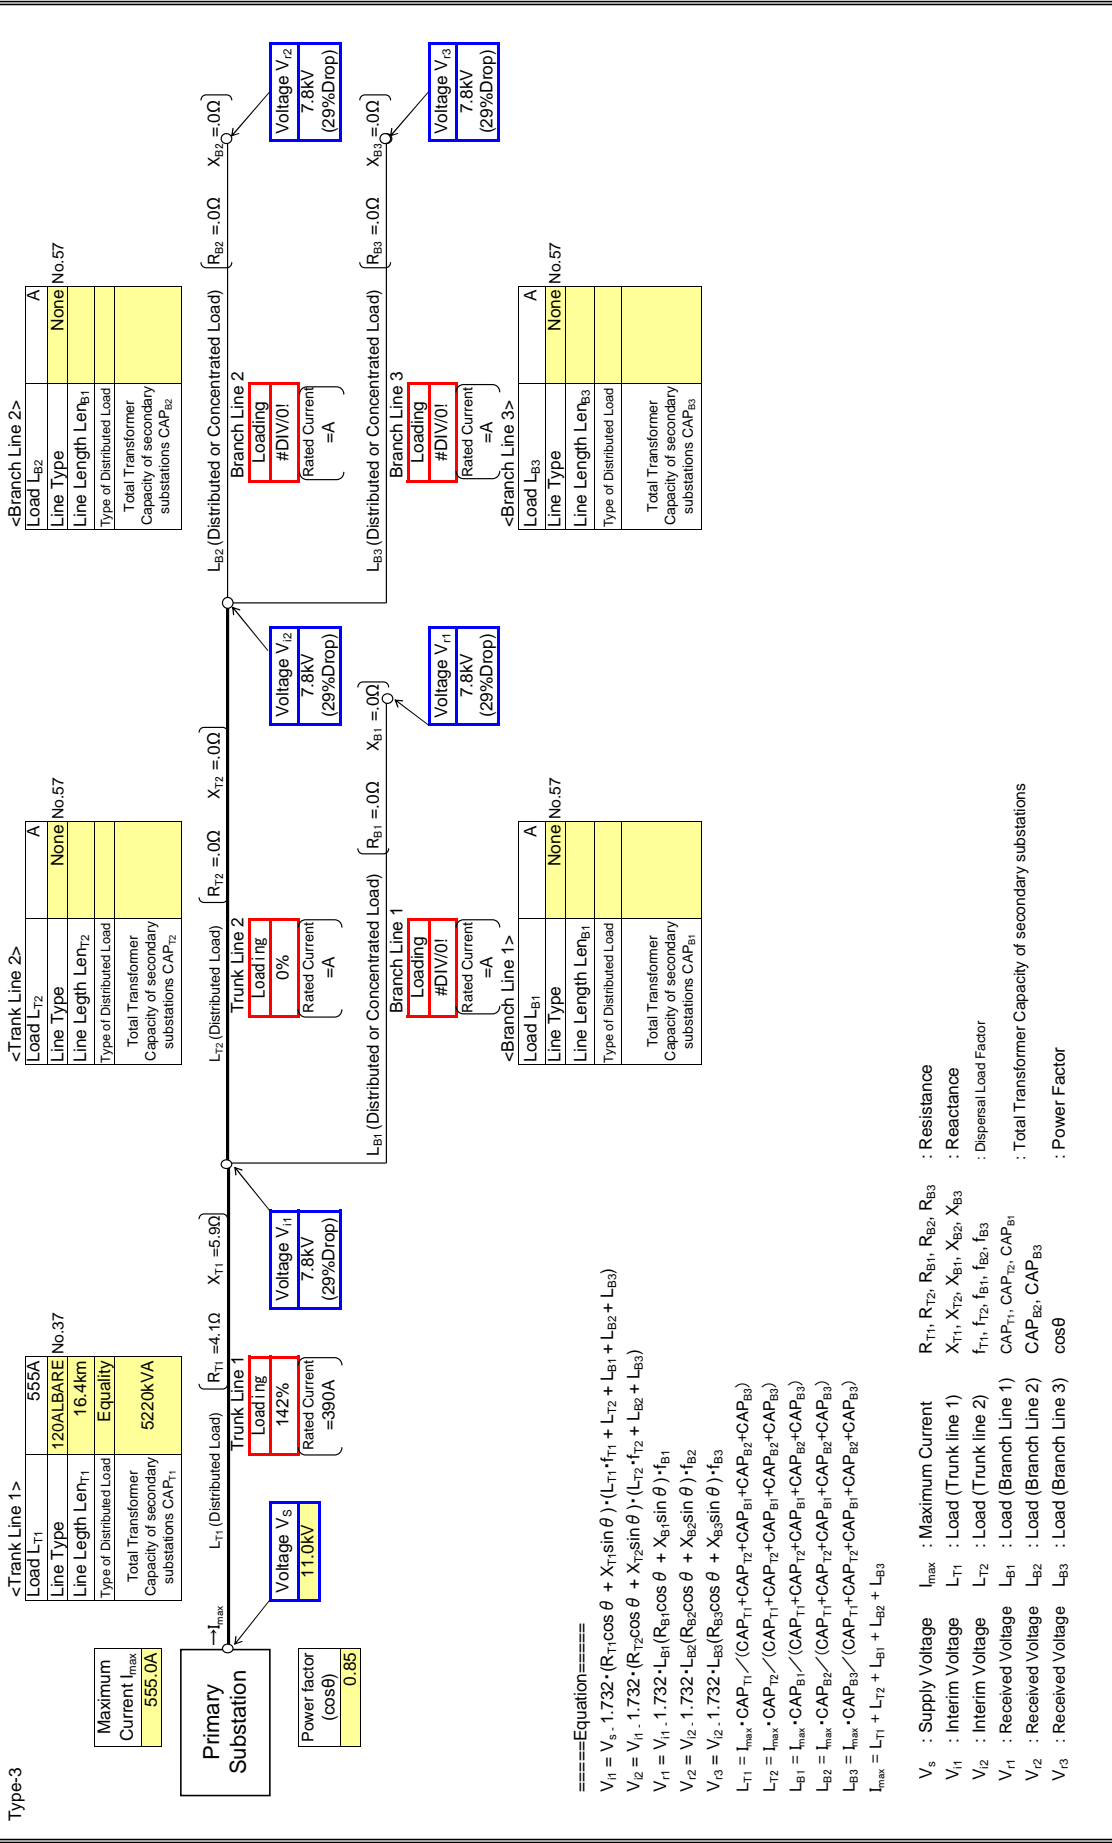 Type-3
Maximum
Current Imax
555.0A
Primary
Substation
Power factor
(cosθ)
0.85
→Imax
Voltage VS
11.0kV
<Trank Line 1>
Load LT1 555A
Line Type 120ALBARE No.37
Line Legth LenT1 16.4km
Type of Distributed Load Equality
Total Transformer
Capacity of secondary
substations CAPT1
5220kVA
LT1 (Distributed Load)
RT1 =4.1Ω XT1 =5.9Ω
Trunk Line 1
Loading
142%
Rated Current
=390A
Voltage Vi1
7.8kV
(29%Drop)
<Trank Line 2>
Load LT2 A
Line Type None No.57
Line Length LenT2
Type of Distributed Load
Total Transformer
Capacity of secondary
substations CAPT2
LT2 (Distributed Load)
RT2 =.0Ω XT2 =.0Ω
Trunk Line 2
Loading
0%
Rated Current
=A
Voltage Vi2
7.8kV
(29%Drop)
LB1 (Distributed or Concentrated Load)
RB1 =.0Ω XB1 =.0Ω
Branch Line 1
Loading
#DIV/0!
Rated Current
=A
Voltage Vr1
7.8kV
(29%Drop)
<Branch Line 1>
Load LB1 A
Line Type None No.57
Line Length LenB1
Type of Distributed Load
Total Transformer
Capacity of secondary
substations CAPB1
<Branch Line 2>
Load LB2 A
Line Type None No.57
Line Length LenB1
Type of Distributed Load
Total Transformer
Capacity of secondary
substations CAPB2
LB2 (Distributed or Concentrated Load)
RB2 =.0Ω XB2 =.0Ω
Branch Line 2
Loading
#DIV/0!
Rated Current
=A
Voltage Vr2
7.8kV
(29%Drop)
LB3 (Distributed or Concentrated Load)
RB3 =.0Ω XB3 =.0Ω
Branch Line 3
Loading
#DIV/0!
Rated Current
=A
Voltage Vr3
7.8kV
(29%Drop)
<Branch Line 3>
Load LB3 A
Line Type None No.57
Line Length LenB3
Type of Distributed Load
Total Transformer
Capacity of secondary
substations CAPB3
=====Equation=====
Vi1 = Vs - 1.732・(RT1cos θ + XT1sin θ)・(LT1・fT1 + LT2 + LB1 + LB2 + LB3)
Vi2 = Vi1 - 1.732・(RT2cos θ + XT2sin θ)・(LT2・fT2 + LB2 + LB3)
Vr1 = Vi1 - 1.732・LB1(RB1cos θ + XB1sin θ)・fB1
Vr2 = Vi2 - 1.732・LB2(RB2cos θ + XB2sin θ)・fB2
Vr3 = Vi2 - 1.732・LB3(RB3cos θ + XB3sin θ)・fB3
LT1 = Imax・CAPT1／(CAPT1+CAPT2+CAPB1+CAPB2+CAPB3)
LT2 = Imax・CAPT2／(CAPT1+CAPT2+CAPB1+CAPB2+CAPB3)
LB1 = Imax・CAPB1／(CAPT1+CAPT2+CAPB1+CAPB2+CAPB3)
LB2 = Imax・CAPB2／(CAPT1+CAPT2+CAPB1+CAPB2+CAPB3)
LB3 = Imax・CAPB3／(CAPT1+CAPT2+CAPB1+CAPB2+CAPB3)
Imax = LT1 + LT2 + LB1 + LB2 + LB3
Vs : Supply Voltage Imax : Maximum Current RT1, RT2, RB1, RB2, RB3 : Resistance
Vi1 : Interim Voltage LT1 : Load (Trunk line 1) XT1, XT2, XB1, XB2, XB3 : Reactance
Vi2 : Interim Voltage LT2 : Load (Trunk line 2) fT1, fT2, fB1, fB2, fB3 : Dispersal Load Factor
Vr1 : Received Voltage LB1 : Load (Branch Line 1) CAPT1, CAPT2, CAPB1 : Total Transformer Capacity of secondary substations
Vr2 : Received Voltage LB2 : Load (Branch Line 2) CAPB2, CAPB3
Vr3 : Received Voltage LB3 : Load (Branch Line 3) cosθ : Power Factor